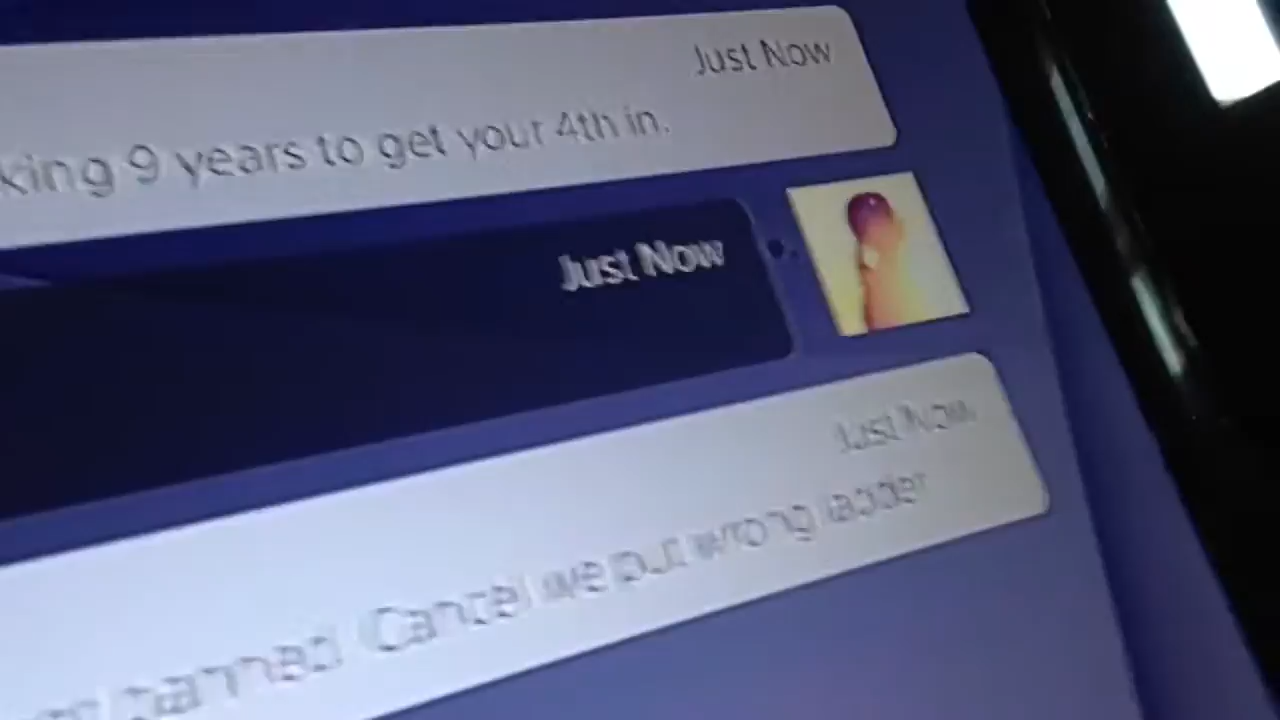 Just Now
king 9 years to get your 4th in.
Just Now
Just Now
banned (Cancel we put wrong ladder